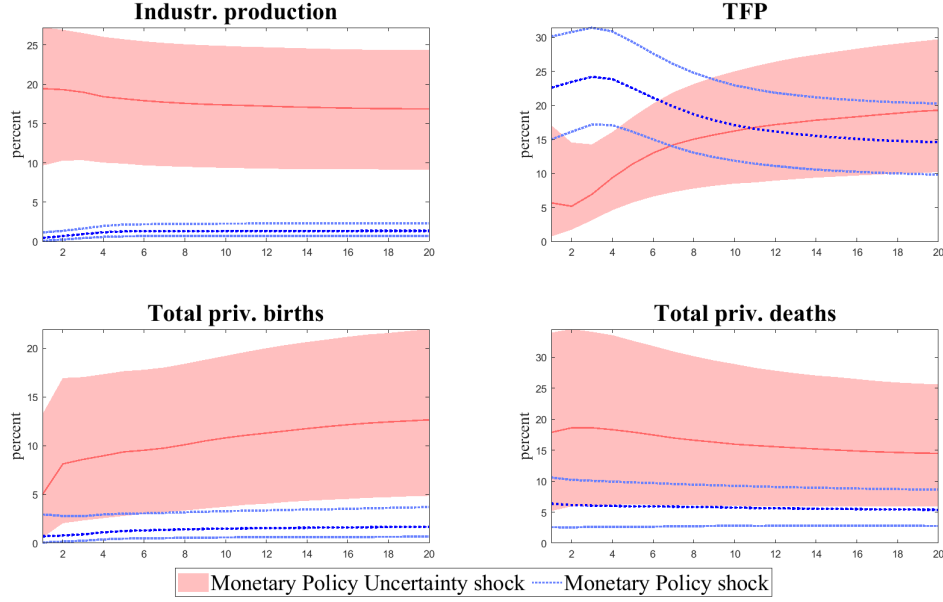 Industr. production
TFP
percent
25
20
15
10
5
0
2 4 6 8 10 12 14 16 18 20
percent
30
25
20
15
10
5
0
2 4 6 8 10 12 14 16 18 20
Total priv. births
Total priv. deaths
percent
20
15
10
5
0
2 4 6 8 10 12 14 16 18 20
percent
30
25
20
15
10
5
0
2 4 6 8 10 12 14 16 18 20
Monetary Policy Uncertainty shock Monetary Policy shock